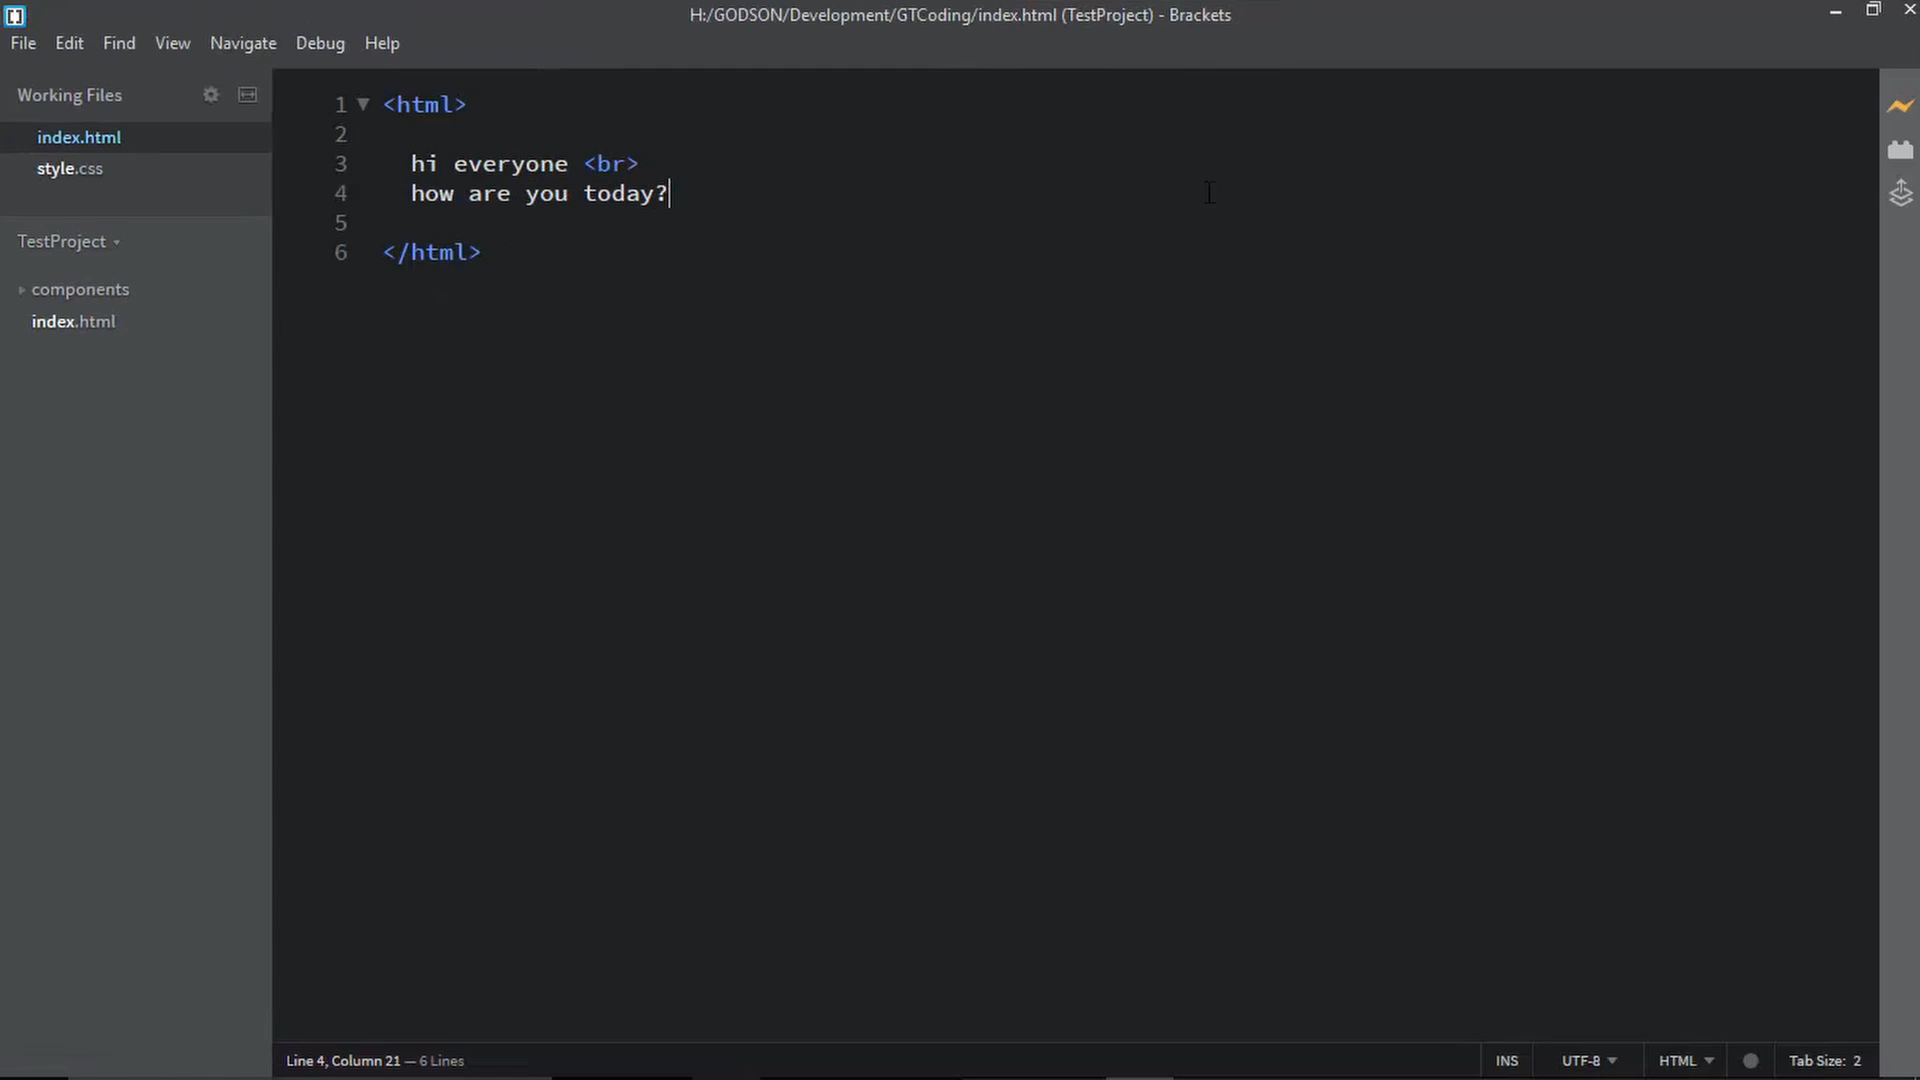 H:/GODSON/Development/GTCoding/index.html (TestProject) - Brackets
File Edit Find View Navigate Debug Help
Working Files
index.html
style.css
TestProject
components
index.html
1 <html>
2
3 hi everyone <br>
4 how are you today?
5
6 </html>
Line 4, Column 21 — 6 Lines
INS UTF-8 HTML Tab Size: 2